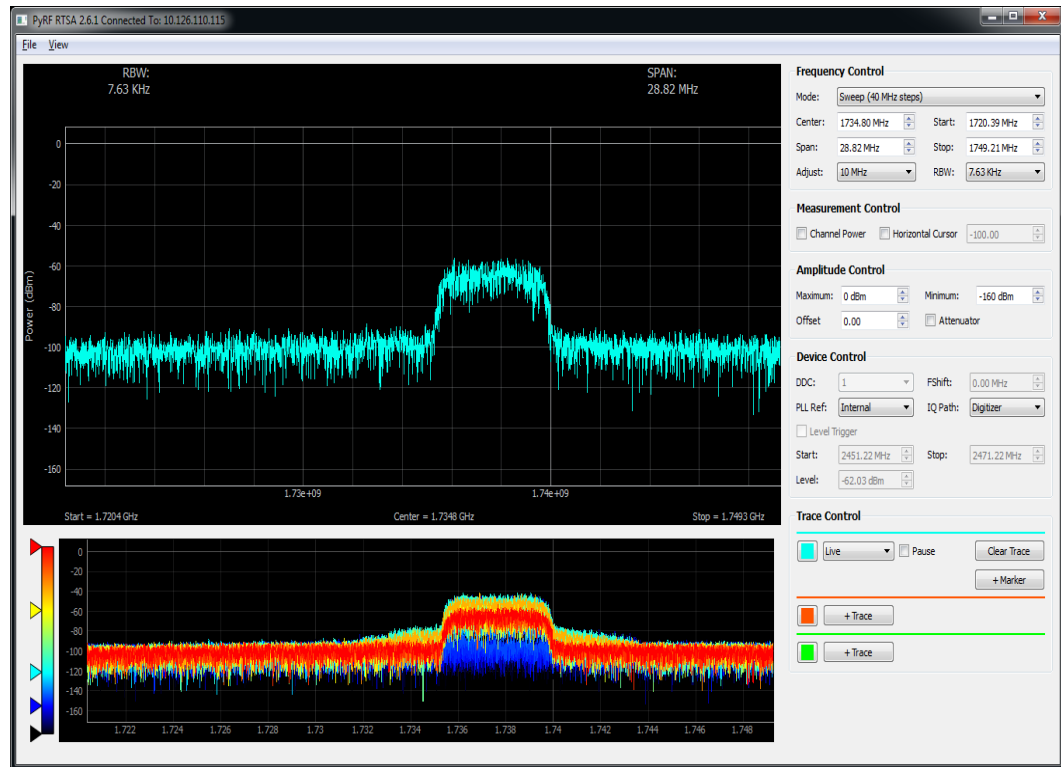 PyRF RTSA 2.6.1 Connected To: 10.126.110.115
File View
RBW:
7.63 KHz
SPAN:
28.82 MHz
0
-20
-40
-60
-80
-100
-120
-40
-160
Power (dBm)
1.73e+09 1.74e+09
Start = 1.7204 GHz Center = 1.7348 GHz Stop = 1.7493 GHz
0
-20
-40
-60
-80
-100
-120
-140
-160
1.722 1.724 1.726 1.728 1.73 1.732 1.734 1.736 1.738 1.74 1.742 1.744 1.746 1.748
Frequency Control
Mode: Sweep (40 MHz steps)
Center: 1734.80 MHz Start: 1720.39 MHz
Span: 28.82 MHz Stop: 1749.21 MHz
Adjust: 10 MHz RBW: 7.63 KHz
Measurement Control
Channel Power Horizontal Cursor -100.00
Amplitude Control
Maximum: 0 dBm Minimum: -160 dBm
Offset 0.00 Attenuator
Device Control
DDC: 1 FShift: 0.00 MHz
PLL Ref: Internal IQ Path: Digitizer
Level Trigger
Start: 2451.22 MHz Stop: 2471.22 MHz
Level: -62.03 dBm
Trace Control
Live Pause Clear Trace
+ Marker
+ Trace
+ Trace